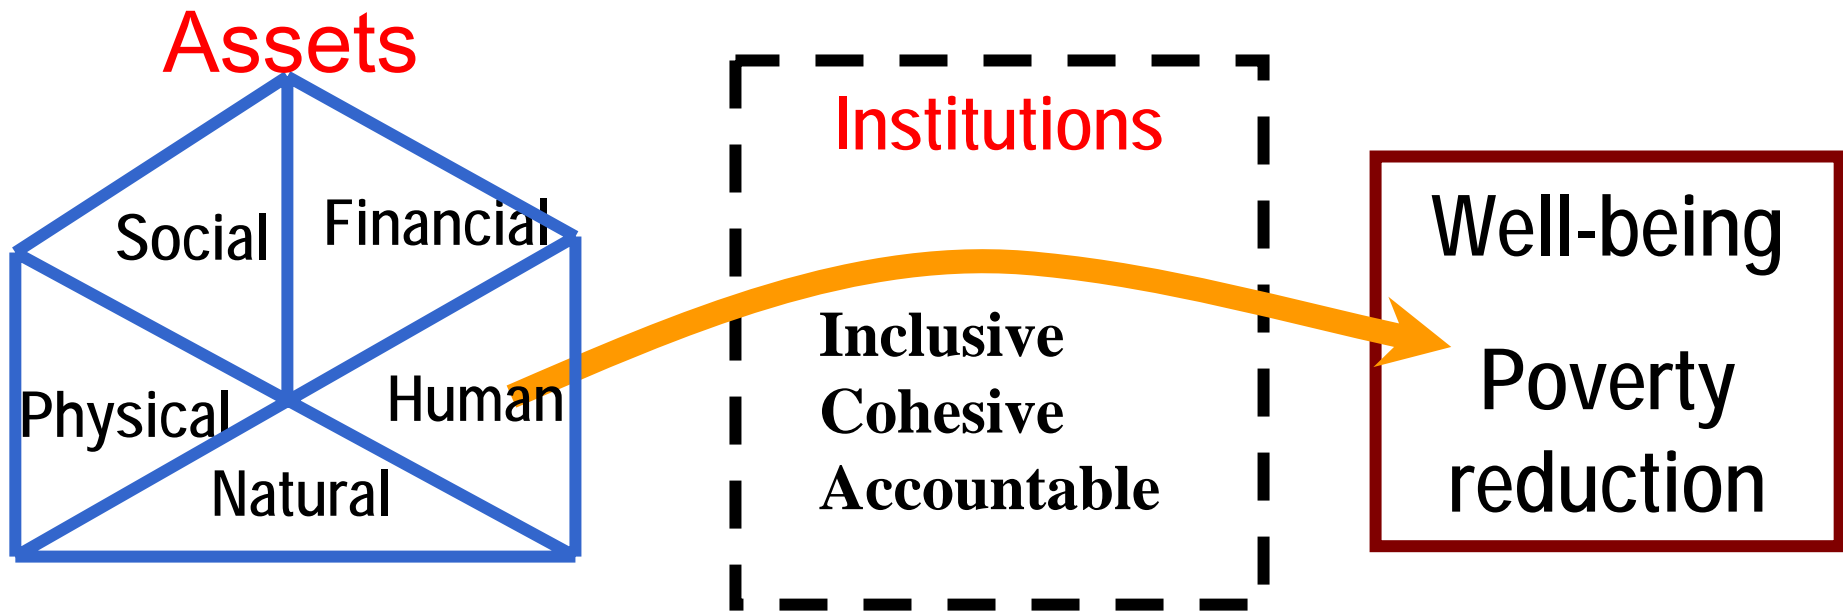 Assets
Social
Financial
Physical
Human
Natural
Institutions
Inclusive
Cohesive
Accountable
Well-being
Poverty
reduction